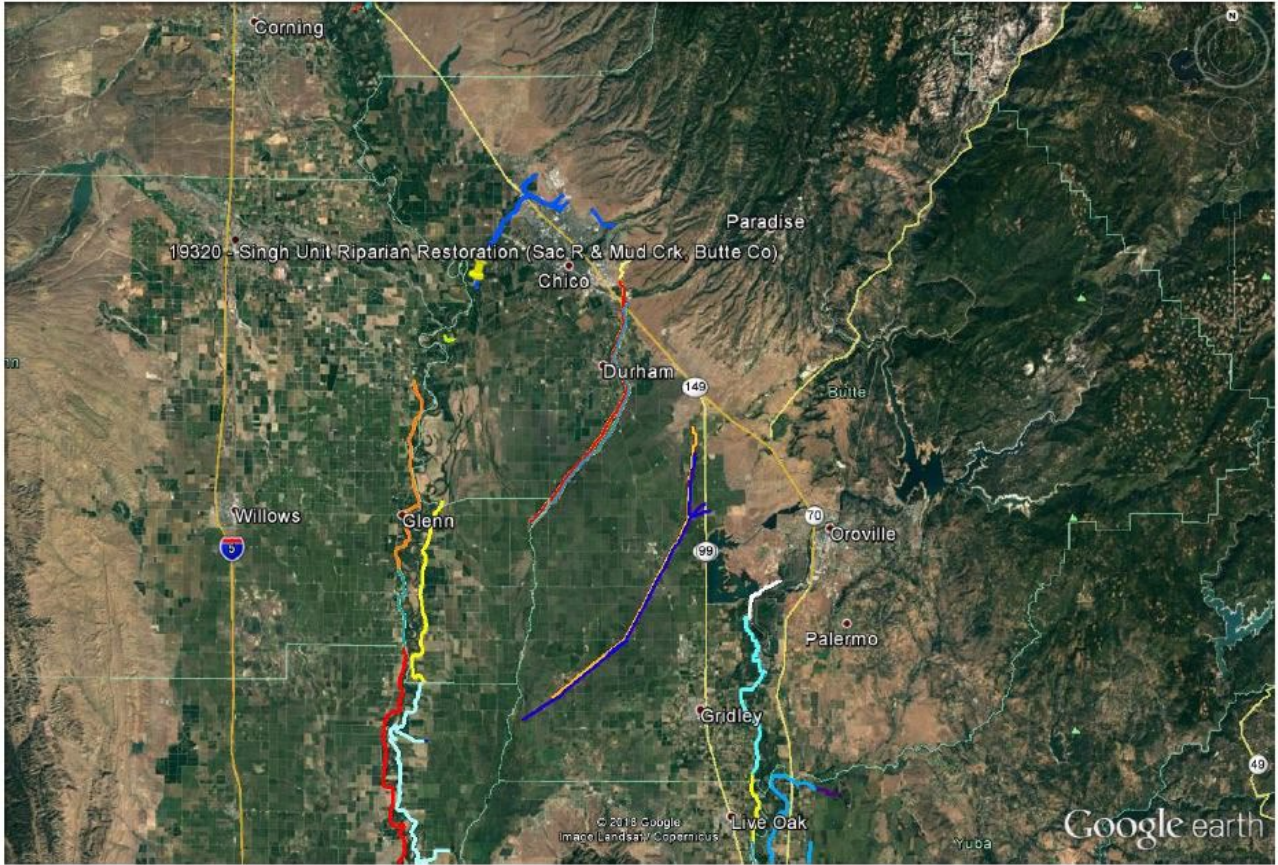 N
Corning
Paradise
19320 - Singh Unit Riparian Restoration (Sac R & Mud Crk, Butte Co)
Chico
Durham
149
Butte
Willows
Glenn
70
Oroville
5
99
Palermo
Gridley
49
© 2018 Google
Image Landsat / Copernicus
Live Oak
Google earth
Yuba